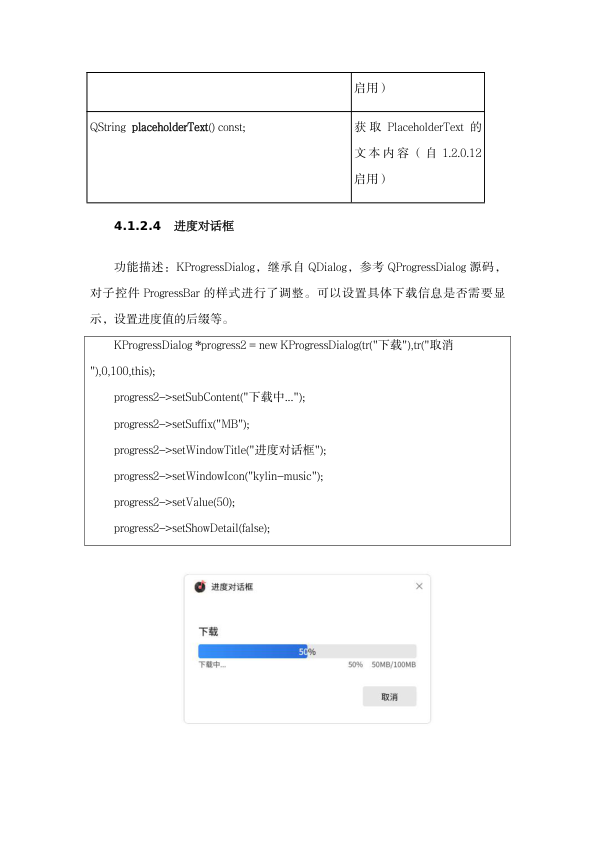 启用）
QString placeholderText() const;
获取 PlaceholderText 的
文本内容（自 1.2.0.12
启用）
4.1.2.4 进度对话框
功能描述：KProgressDialog，继承自 QDialog，参考 QProgressDialog 源码，
对子控件 ProgressBar 的样式进行了调整。可以设置具体下载信息是否需要显
示，设置进度值的后缀等。
KProgressDialog *progress2 = new KProgressDialog(tr("下载"),tr("取消
"),0,100,this);
progress2->setSubContent("下载中...");
progress2->setSuffix("MB");
progress2->setWindowTitle("进度对话框");
progress2->setWindowIcon("kylin-music");
progress2->setValue(50);
progress2->setShowDetail(false);
进度对话框
下载
50%
下载中... 50% 50MB/100MB
取消